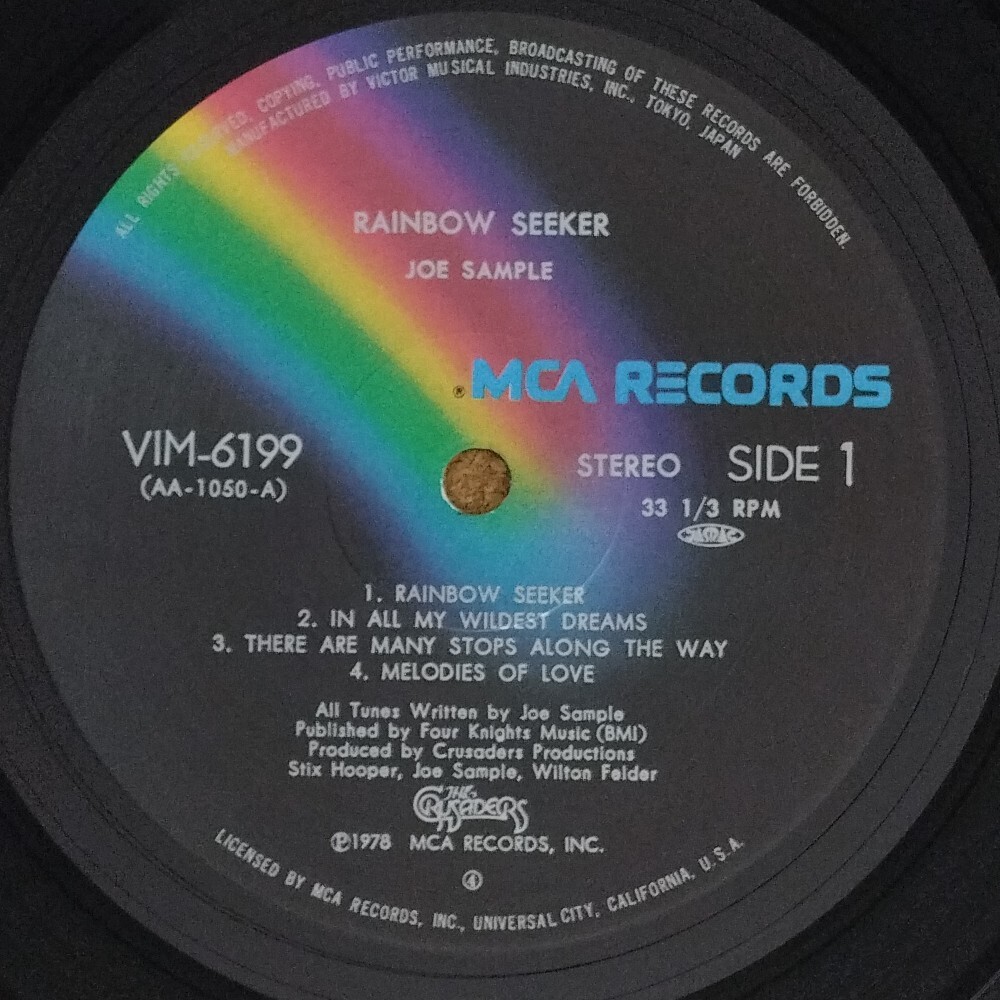 ALL RIGHTS RESERVED. COPYING, PUBLIC PERFORMANCE, BROADCASTING OF THESE RECORDS ARE FORBIDDEN.
MANUFACTURED BY VICTOR MUSICAL INDUSTRIES, INC., TOKYO, JAPAN
RAINBOW SEEKER
JOE SAMPLE
® MCA RECORDS
VIM-6199
(AA-1050-A)
STEREO SIDE 1
33 1/3 RPM
1. RAINBOW SEEKER
2. IN ALL MY WILDEST DREAMS
3. THERE ARE MANY STOPS ALONG THE WAY
4. MELODIES OF LOVE
All Tunes Written by Joe Sample
Published by Four Knights Music (BMI)
Produced by Crusaders Productions
Stix Hooper, Joe Sample, Wilton Felder
THE CRUSADERS
℗1978 MCA RECORDS, INC.
④
LICENSED BY MCA RECORDS, INC., UNIVERSAL CITY, CALIFORNIA, U.S.A.